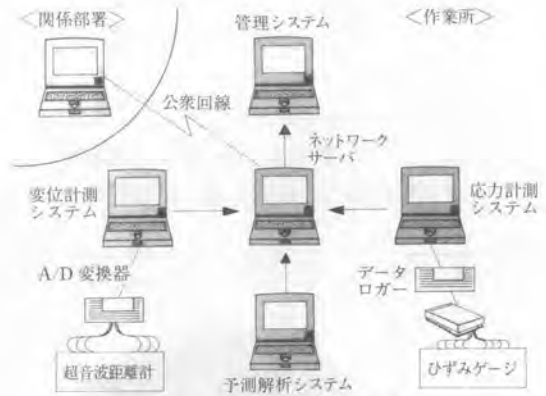 <関係部署>
管理システム
<作業所>
公衆回線
ネットワーク
サーバ
変位計測
システム
応力計測
システム
A/D 変換器
データ
ロガー
超音波距離計
予測解析システム
ひずみゲージ